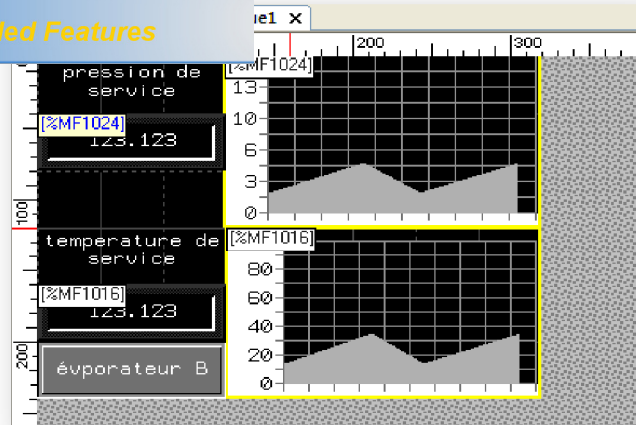 led Features
ue1 X
200
300
pression de
service
[%MF1024]
[%MF1024]
123.123
13
10
6
3
0
100
temperature de
service
[%MF1016]
[%MF1016]
123.123
80
60
40
20
0
200
évporateur B